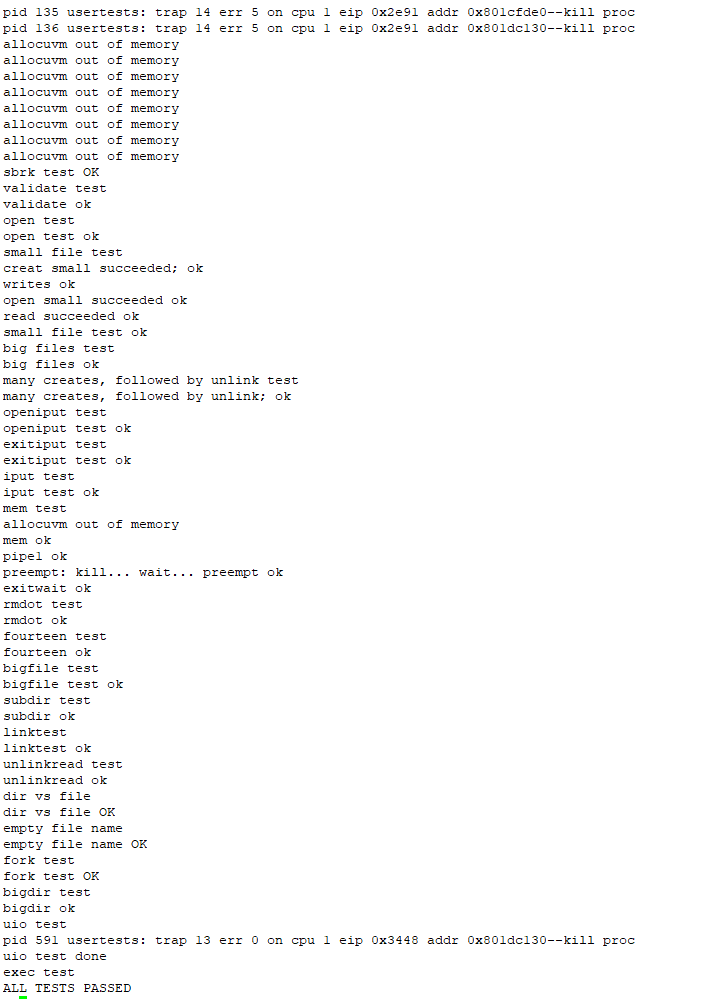 pid 135 usertests: trap 14 err 5 on cpu 1 eip 0x2e91 addr 0x801cfde0--kill proc
pid 136 usertests: trap 14 err 5 on cpu 1 eip 0x2e91 addr 0x801dc130--kill proc
allocuvm out of memory
allocuvm out of memory
allocuvm out of memory
allocuvm out of memory
allocuvm out of memory
allocuvm out of memory
allocuvm out of memory
allocuvm out of memory
sbrk test OK
validate test
validate ok
open test
open test ok
small file test
creat small succeeded; ok
writes ok
open small succeeded ok
read succeeded ok
small file test ok
big files test
big files ok
many creates, followed by unlink test
many creates, followed by unlink; ok
openiput test
openiput test ok
exitiput test
exitiput test ok
iput test
iput test ok
mem test
allocuvm out of memory
mem ok
pipe1 ok
preempt: kill... wait... preempt ok
exitwait ok
rmdot test
rmdot ok
fourteen test
fourteen ok
bigfile test
bigfile test ok
subdir test
subdir ok
linktest
linktest ok
unlinkread test
unlinkread ok
dir vs file
dir vs file OK
empty file name
empty file name OK
fork test
fork test OK
bigdir test
bigdir ok
uio test
pid 591 usertests: trap 13 err 0 on cpu 1 eip 0x3448 addr 0x801dc130--kill proc
uio test done
exec test
ALL TESTS PASSED